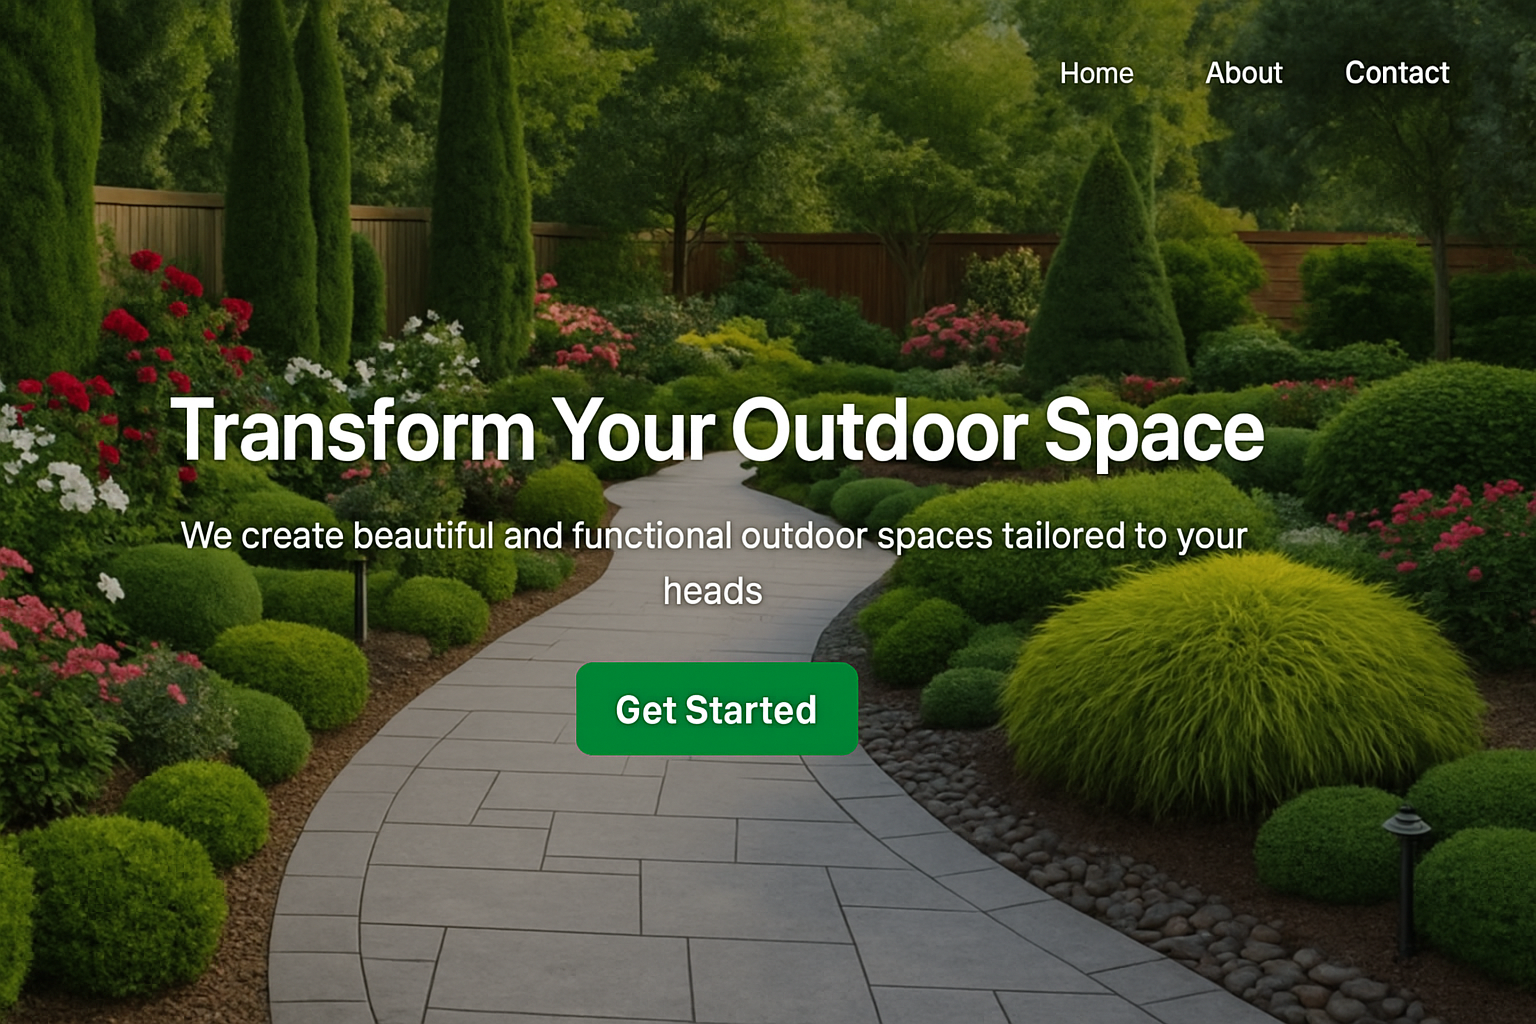 Home About Contact
Transform Your Outdoor Space
We create beautiful and functional outdoor spaces tailored to your
heads
Get Started